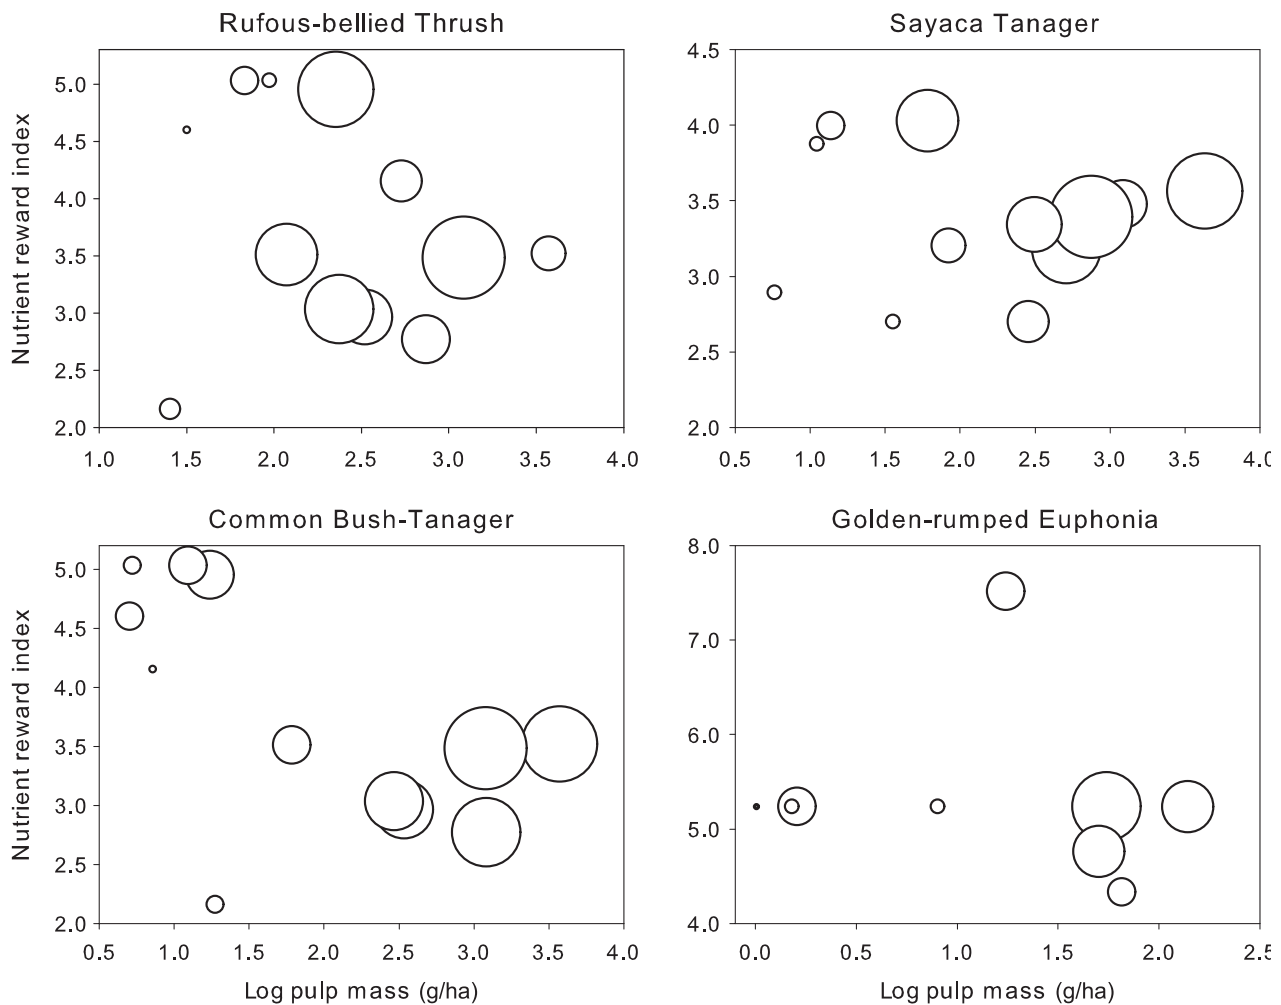 Rufous-bellied Thrush
Sayaca Tanager
Nutrient reward index
5.0
4.5
4.0
3.5
3.0
2.5
2.0
1.0 1.5 2.0 2.5 3.0 3.5 4.0
4.5
4.0
3.5
3.0
2.5
2.0
0.5 1.0 1.5 2.0 2.5 3.0 3.5 4.0
Common Bush-Tanager
Golden-rumped Euphonia
Nutrient reward index
5.0
4.5
4.0
3.5
3.0
2.5
2.0
0.5 1.0 1.5 2.0 2.5 3.0 3.5 4.0
Log pulp mass (g/ha)
8.0
7.0
6.0
5.0
4.0
0.0 0.5 1.0 1.5 2.0 2.5
Log pulp mass (g/ha)